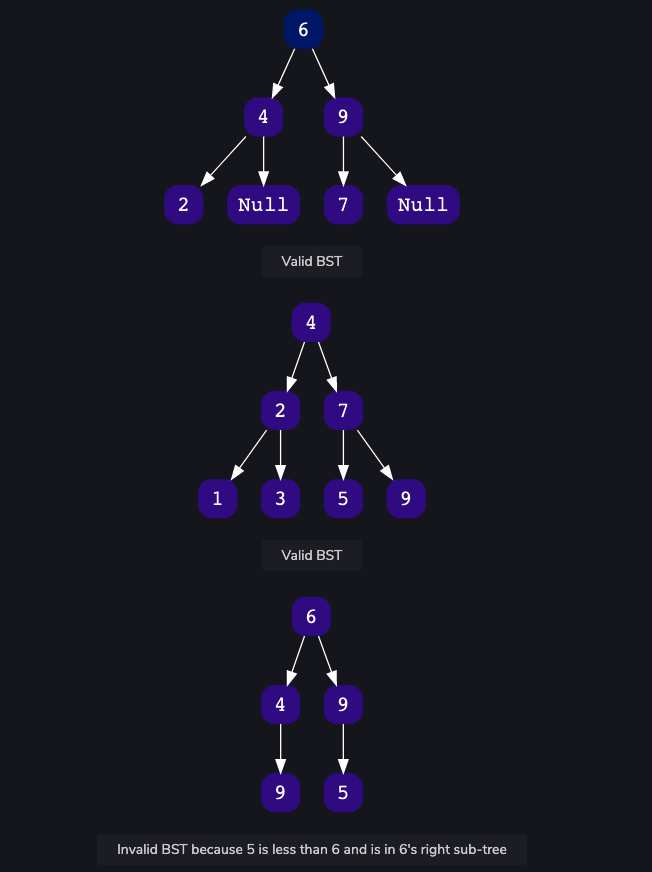 6
4 9
2 Null 7 Null
Valid BST
4
2 7
1 3 5 9
Valid BST
6
4 9
9 5
Invalid BST because 5 is less than 6 and is in 6's right sub-tree